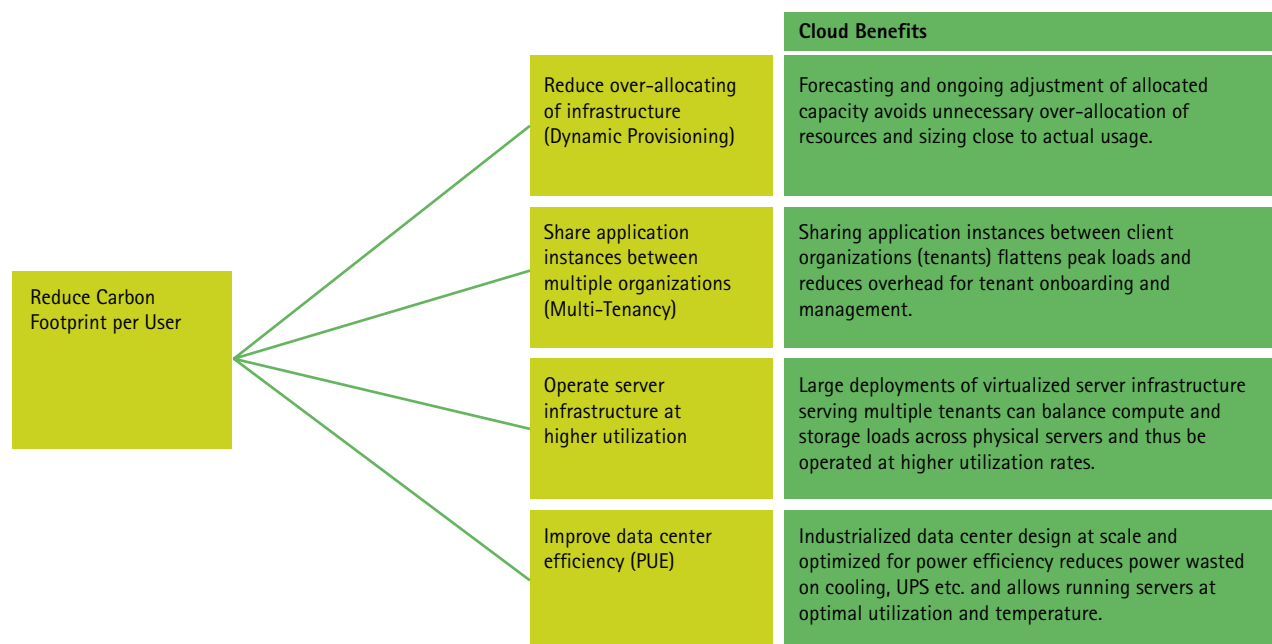 Cloud Benefits
Reduce over-allocating
of infrastructure
(Dynamic Provisioning)
Forecasting and ongoing adjustment of allocated
capacity avoids unnecessary over-allocation of
resources and sizing close to actual usage.
Share application
instances between
multiple organizations
(Multi-Tenancy)
Sharing application instances between client
organizations (tenants) flattens peak loads and
reduces overhead for tenant onboarding and
management.
Reduce Carbon
Footprint per User
Operate server
infrastructure at
higher utilization
Large deployments of virtualized server infrastructure
serving multiple tenants can balance compute and
storage loads across physical servers and thus be
operated at higher utilization rates.
Improve data center
efficiency (PUE)
Industrialized data center design at scale and
optimized for power efficiency reduces power wasted
on cooling, UPS etc. and allows running servers at
optimal utilization and temperature.